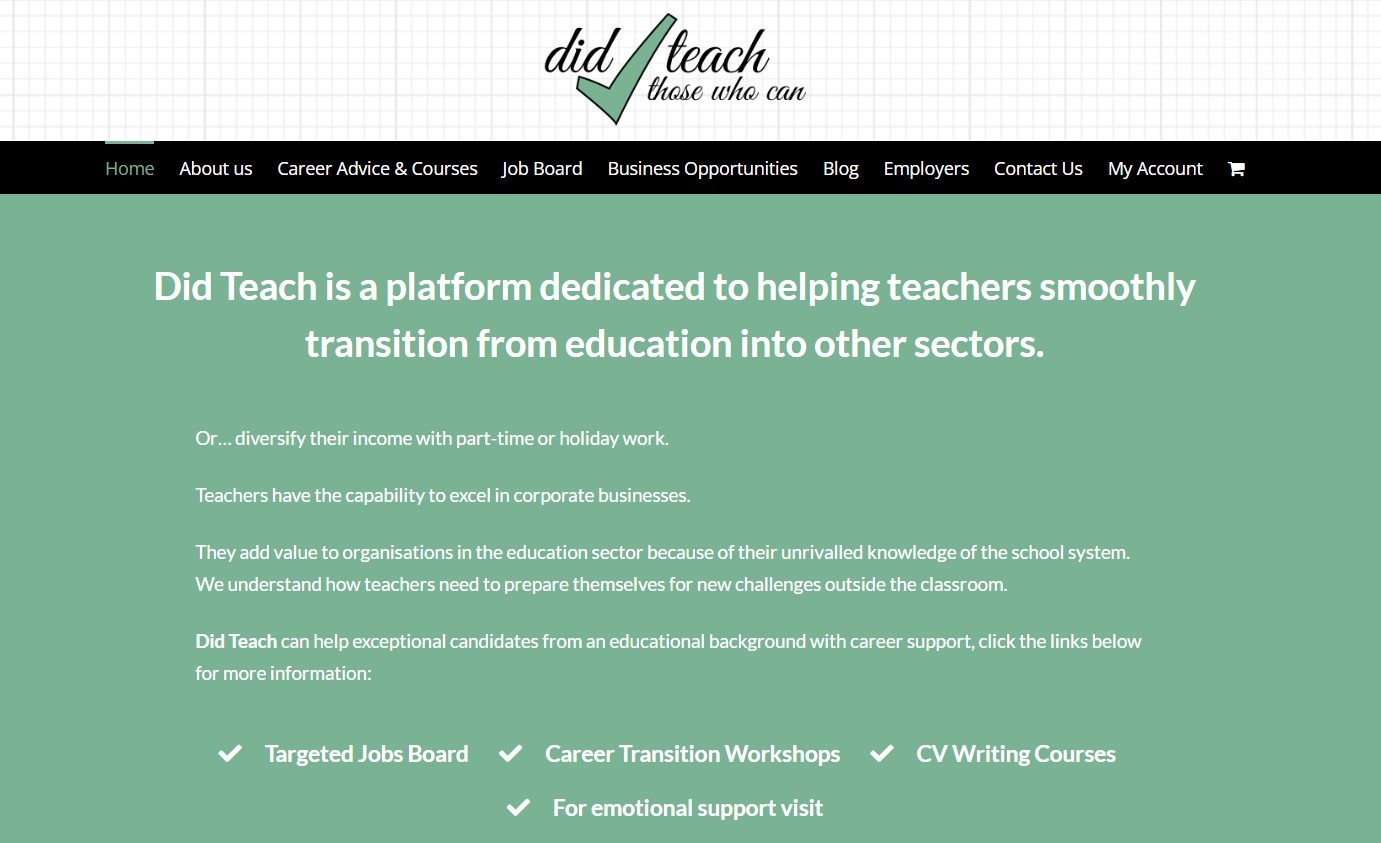 did teach
those who can
Home About us Career Advice & Courses Job Board Business Opportunities Blog Employers Contact Us My Account
Did Teach is a platform dedicated to helping teachers smoothly
transition from education into other sectors.
Or... diversify their income with part-time or holiday work.
Teachers have the capability to excel in corporate businesses.
They add value to organisations in the education sector because of their unrivalled knowledge of the school system.
We understand how teachers need to prepare themselves for new challenges outside the classroom.
Did Teach can help exceptional candidates from an educational background with career support, click the links below
for more information:
Targeted Jobs Board Career Transition Workshops CV Writing Courses
For emotional support visit